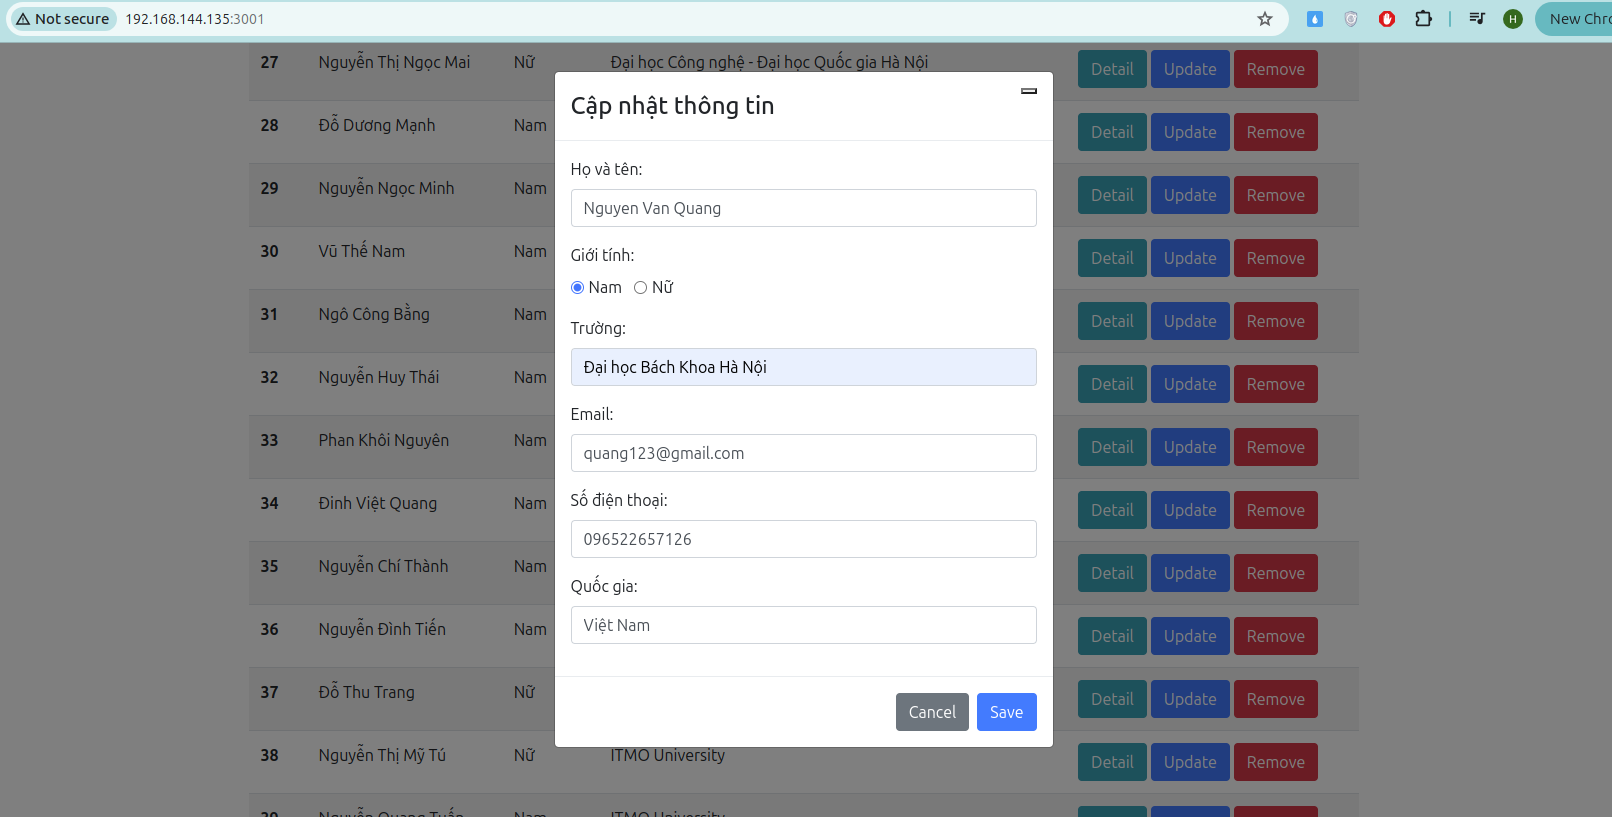 Not secure 192.168.144.135:3001 H New Chro
27 Nguyễn Thị Ngọc Mai Nữ Đại học Công nghệ - Đại học Quốc gia Hà Nội Detail Update Remove
28 Đỗ Dương Mạnh Nam Detail Update Remove
29 Nguyễn Ngọc Minh Nam Detail Update Remove
30 Vũ Thế Nam Nam Detail Update Remove
31 Ngô Công Bằng Nam Detail Update Remove
32 Nguyễn Huy Thái Nam Detail Update Remove
33 Phan Khôi Nguyên Nam Detail Update Remove
34 Đinh Việt Quang Nam Detail Update Remove
35 Nguyễn Chí Thành Nam Detail Update Remove
36 Nguyễn Đình Tiến Nam Detail Update Remove
37 Đỗ Thu Trang Nữ Detail Update Remove
38 Nguyễn Thị Mỹ Tú Nữ ITMO University Detail Update Remove
39 Nguyễn Quang Tuấn Nam ITMO University
Cập nhật thông tin
Họ và tên:
Nguyen Van Quang
Giới tính:
Nam Nữ
Trường:
Đại học Bách Khoa Hà Nội
Email:
quang123@gmail.com
Số điện thoại:
096522657126
Quốc gia:
Việt Nam
Cancel Save